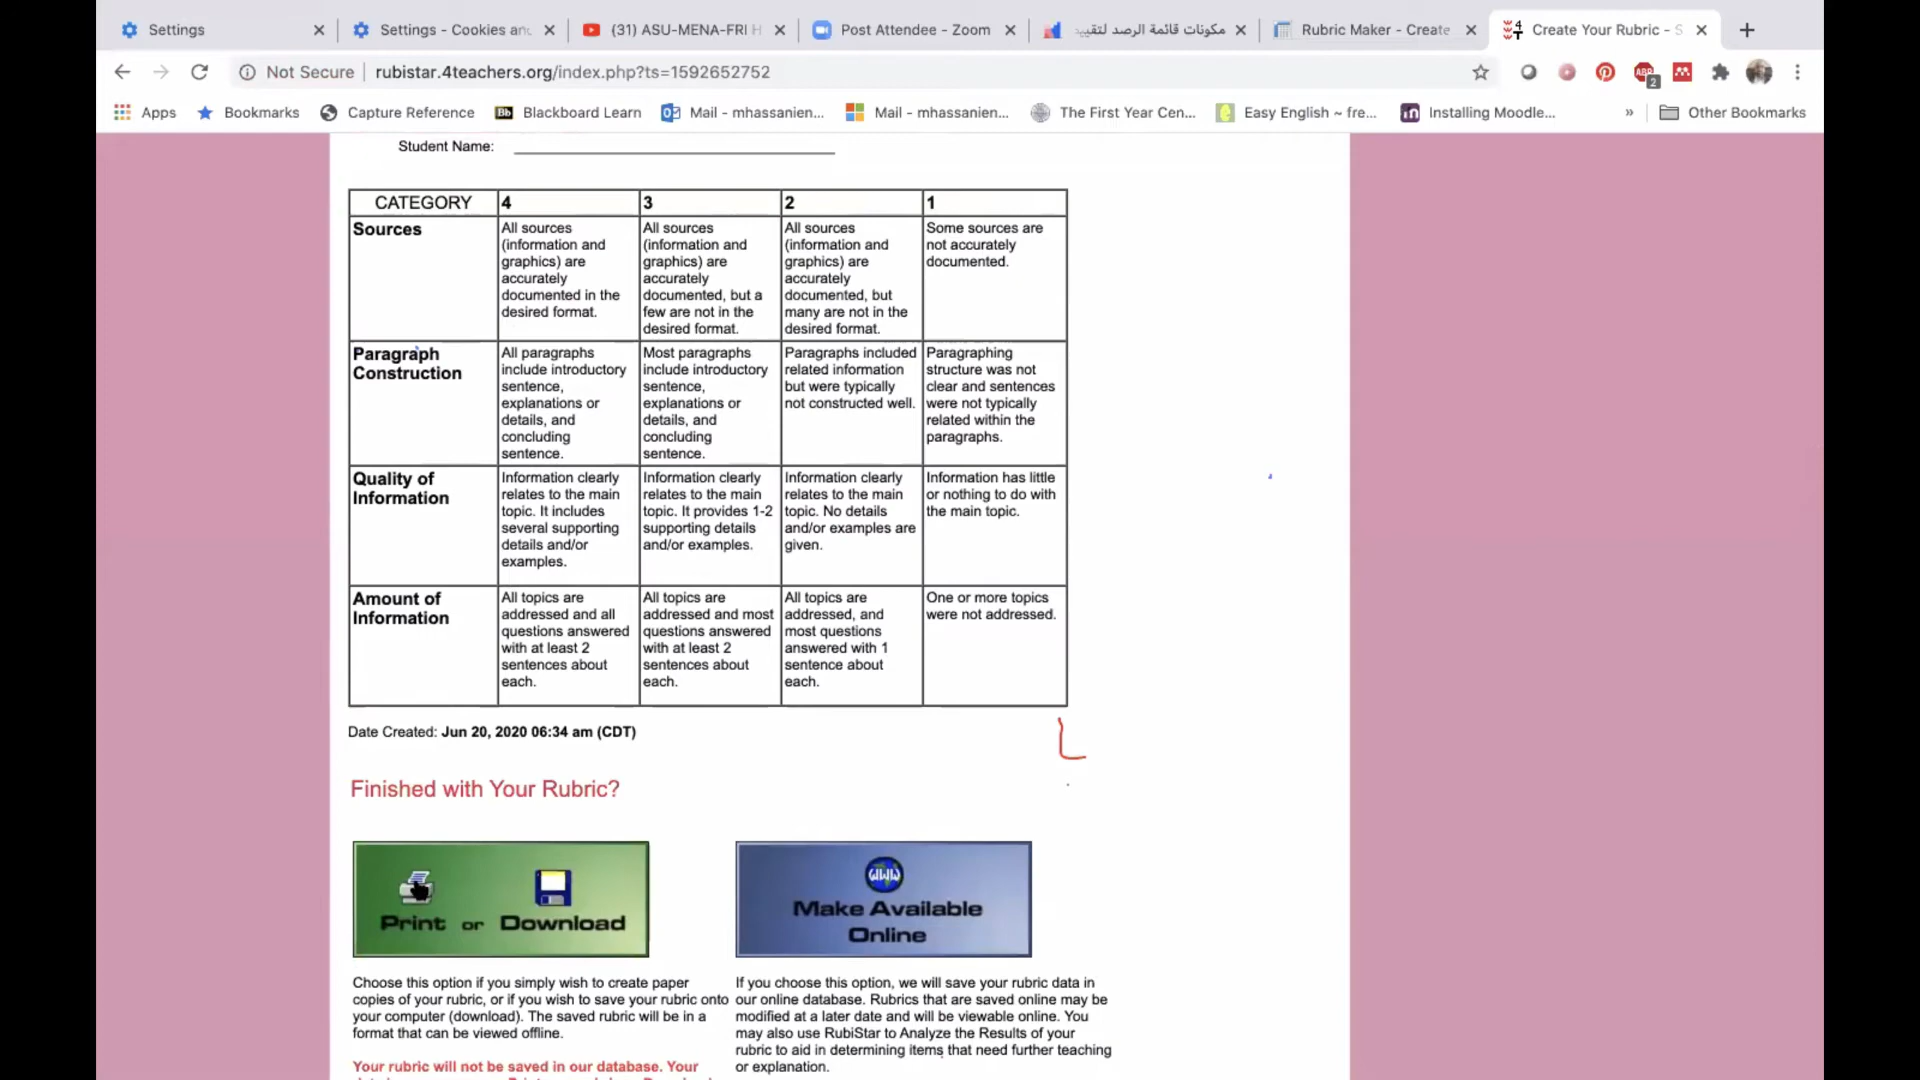 Settings
Settings - Cookies and
(31) ASU-MENA-FRI H
Post Attendee - Zoom
مكونات قائمة الرصد لتقييد
Rubric Maker - Create
Create Your Rubric - S
Not Secure
rubistar.4teachers.org/index.php?ts=1592652752
ABP
2
Apps
Bookmarks
Capture Reference
Bb
Blackboard Learn
Mail - mhassanien...
Mail - mhassanien...
The First Year Cen...
Easy English ~ fre...
in
Installing Moodle...
»
Other Bookmarks
Student Name:
CATEGORY 4 3 2 1
Sources
All sources
(information and
graphics) are
accurately
documented in the
desired format.
All sources
(information and
graphics) are
accurately
documented, but a
few are not in the
desired format.
All sources
(information and
graphics) are
accurately
documented, but
many are not in the
desired format.
Some sources are
not accurately
documented.
Paragraph
Construction
All paragraphs
include introductory
sentence,
explanations or
details, and
concluding
sentence.
Most paragraphs
include introductory
sentence,
explanations or
details, and
concluding
sentence.
Paragraphs included
related information
but were typically
not constructed well.
Paragraphing
structure was not
clear and sentences
were not typically
related within the
paragraphs.
Quality of
Information
Information clearly
relates to the main
topic. It includes
several supporting
details and/or
examples.
Information clearly
relates to the main
topic. It provides 1-2
supporting details
and/or examples.
Information clearly
relates to the main
topic. No details
and/or examples are
given.
Information has little
or nothing to do with
the main topic.
Amount of
Information
All topics are
addressed and all
questions answered
with at least 2
sentences about
each.
All topics are
addressed and most
questions answered
with at least 2
sentences about
each.
All topics are
addressed, and
most questions
answered with 1
sentence about
each.
One or more topics
were not addressed.
Date Created: Jun 20, 2020 06:34 am (CDT)
Finished with Your Rubric?
Print or Download
WWW
Make Available
Online
Choose this option if you simply wish to create paper
copies of your rubric, or if you wish to save your rubric onto
your computer (download). The saved rubric will be in a
format that can be viewed offline.
Your rubric will not be saved in our database. Your
If you choose this option, we will save your rubric data in
our online database. Rubrics that are saved online may be
modified at a later date and will be viewable online. You
may also use RubiStar to Analyze the Results of your
rubric to aid in determining items that need further teaching
or explanation.